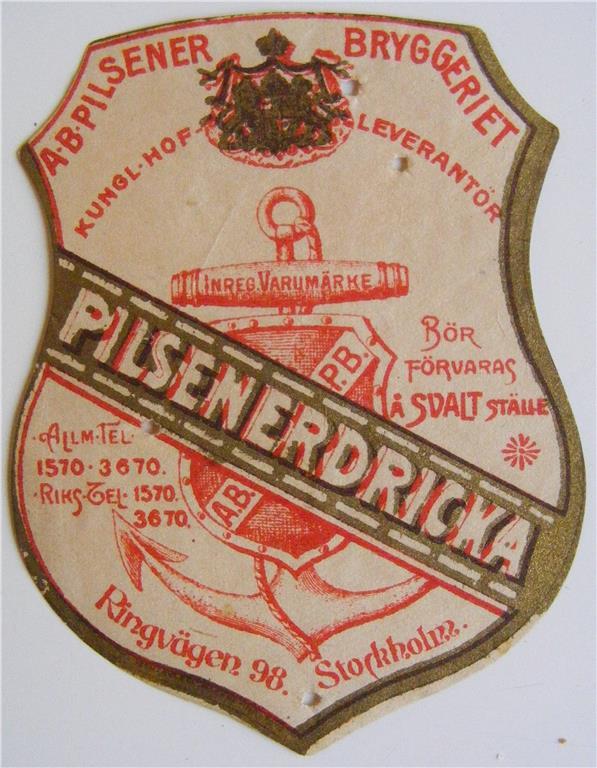 A·B·PILSENER BRYGGERIET
KUNGL·HOF·LEVERANTÖR
INREG. VARUMÄRKE
P.B.
BÖR
FÖRVARAS
Å SVALT STÄLLE
PILSENERDRICKA
·ALLM·TEL·
1570·3670.
·RIKS-TEL· 1570.
3670.
A.B.
Ringvägen 98. Stockholm.